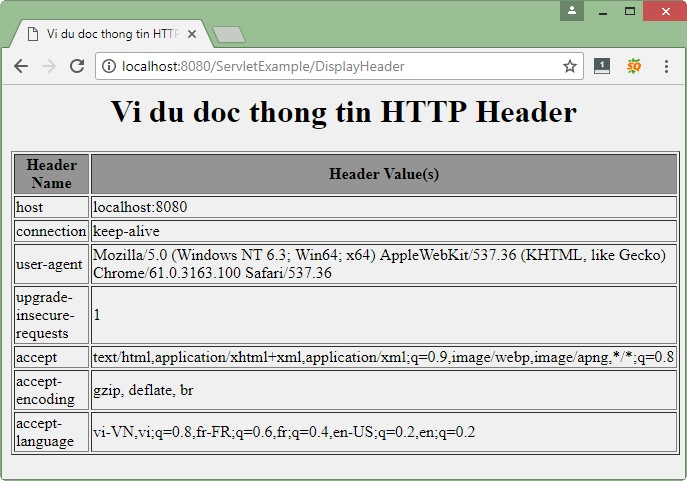 Vi du doc thong tin HTTP
localhost:8080/ServletExample/DisplayHeader
1
SQ
Vi du doc thong tin HTTP Header
Header Name
Header Value(s)
host
localhost:8080
connection
keep-alive
user-agent
Mozilla/5.0 (Windows NT 6.3; Win64; x64) AppleWebKit/537.36 (KHTML, like Gecko)
Chrome/61.0.3163.100 Safari/537.36
upgrade-
insecure-
requests
1
accept
text/html,application/xhtml+xml,application/xml;q=0.9,image/webp,image/apng,*/*;q=0.8
accept-
encoding
gzip, deflate, br
accept-
language
vi-VN,vi;q=0.8,fr-FR;q=0.6,fr;q=0.4,en-US;q=0.2,en;q=0.2